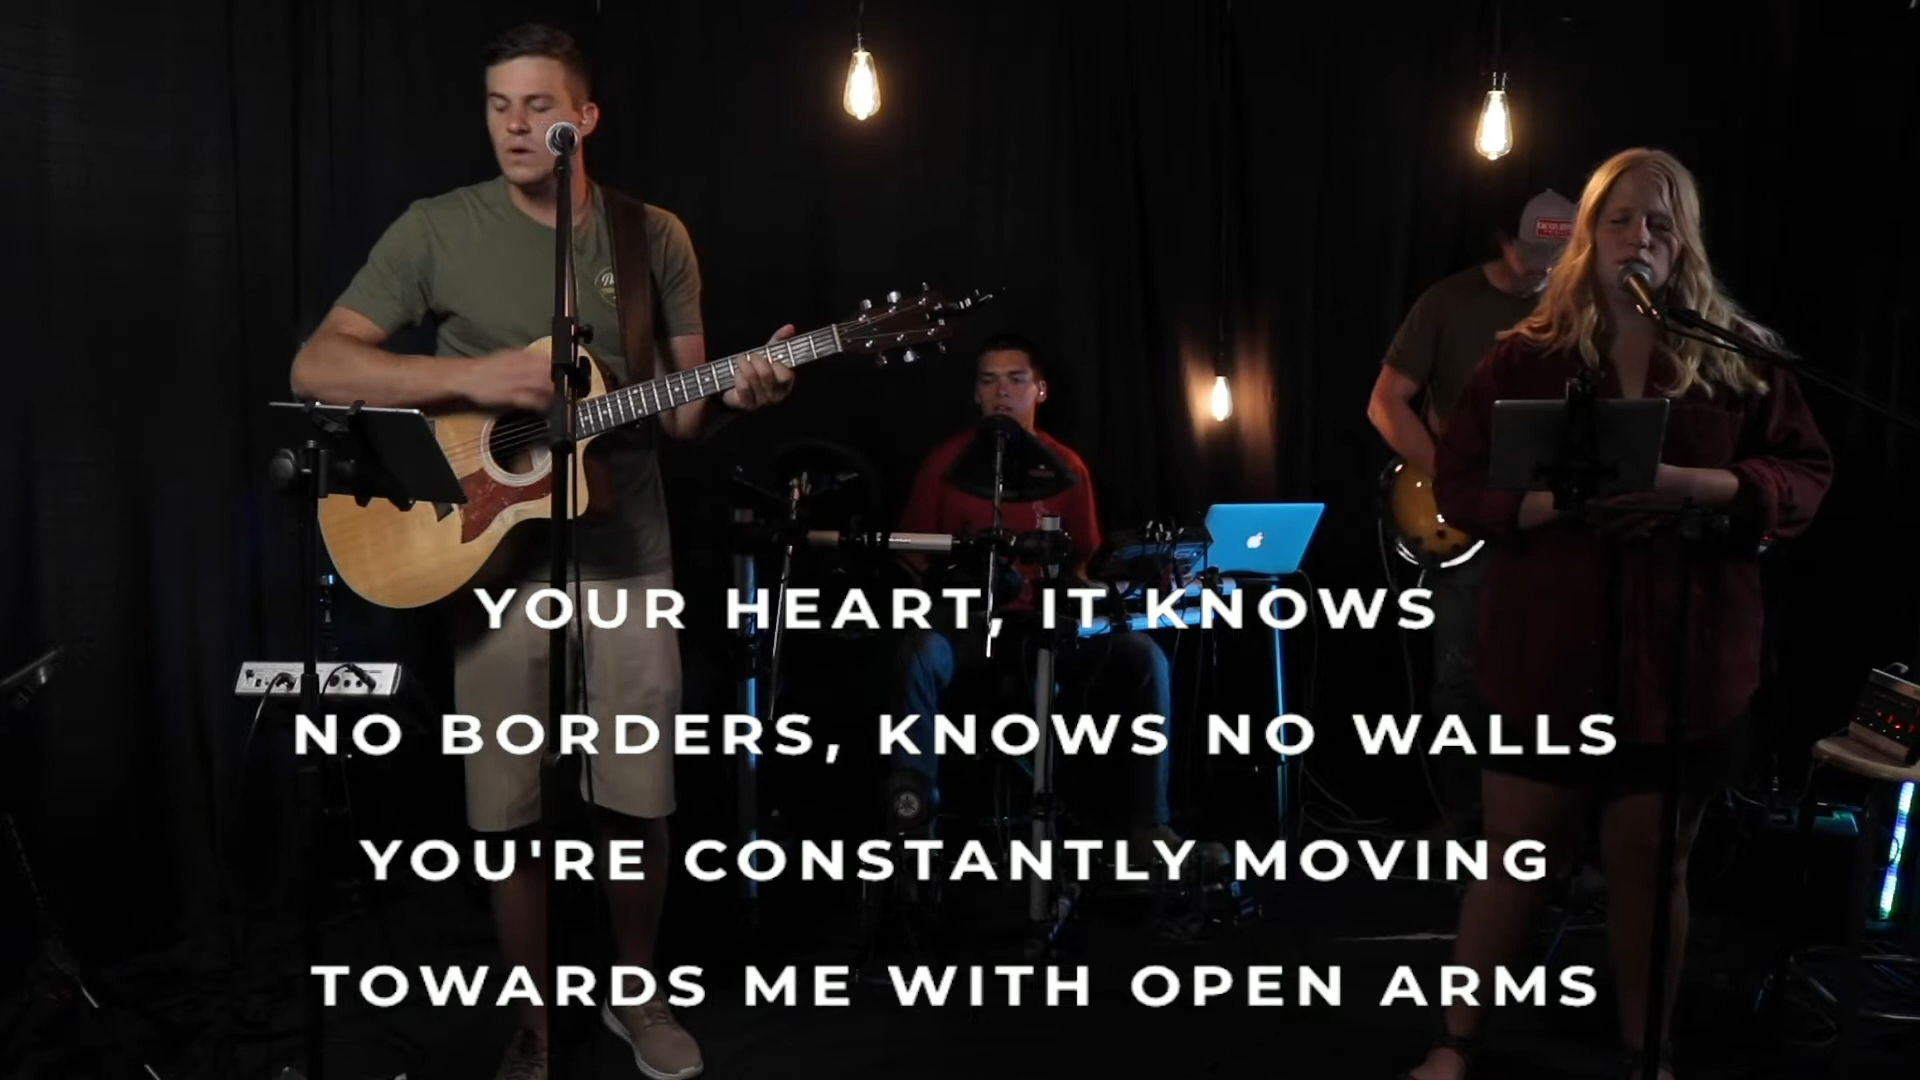 YOUR HEART, IT KNOWS
NO BORDERS, KNOWS NO WALLS
YOU'RE CONSTANTLY MOVING
TOWARDS ME WITH OPEN ARMS